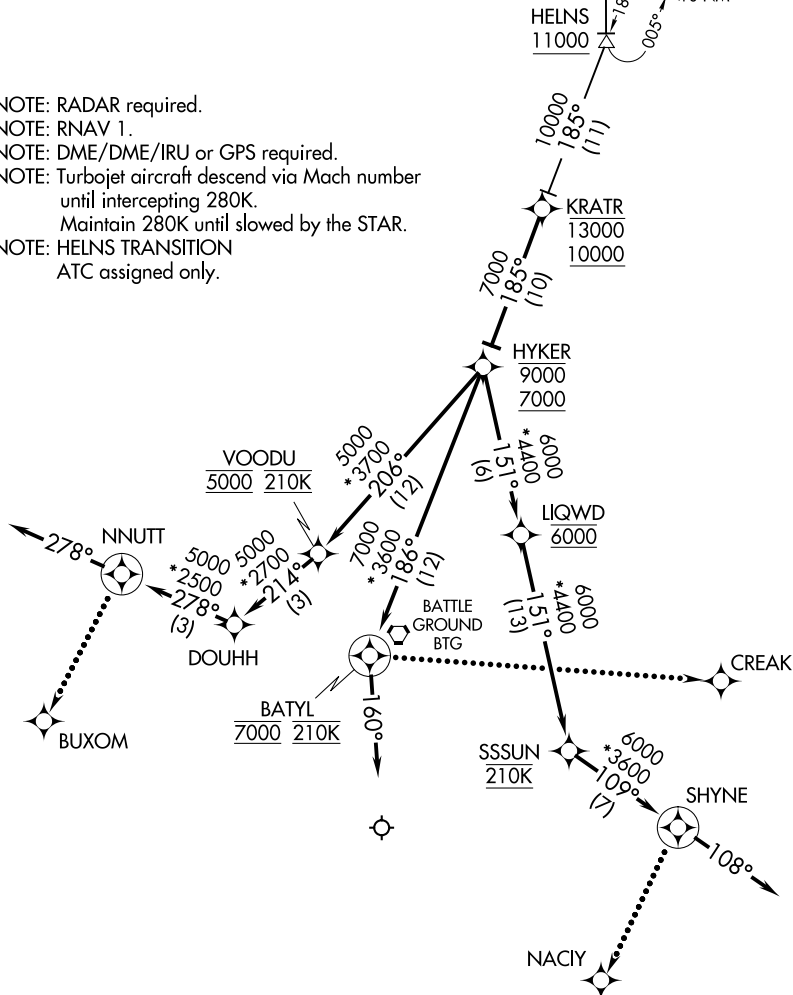 HELNS
11000
18
005°
NOTE: RADAR required.
NOTE: RNAV 1.
NOTE: DME/DME/IRU or GPS required.
NOTE: Turbojet aircraft descend via Mach number
until intercepting 280K.
Maintain 280K until slowed by the STAR.
NOTE: HELNS TRANSITION
ATC assigned only.
10000
185°
(11)
KRATR
13000
10000
7000
185°
(10)
HYKER
9000
7000
VOODU
5000 210K
5000
*3700
206°
(12)
7000
*3600
186°
(12)
6000
*4400
151°
(6)
LIQWD
6000
NNUTT
278°
5000
*2500
278°
(3)
5000
*2700
214°
(3)
DOUHH
BATTLE
GROUND
BTG
6000
*4400
151°
(13)
CREAK
BUXOM
BATYL
7000 210K
160°
SSSUN
210K
6000
*3600
109°
(7)
SHYNE
108°
NACIY